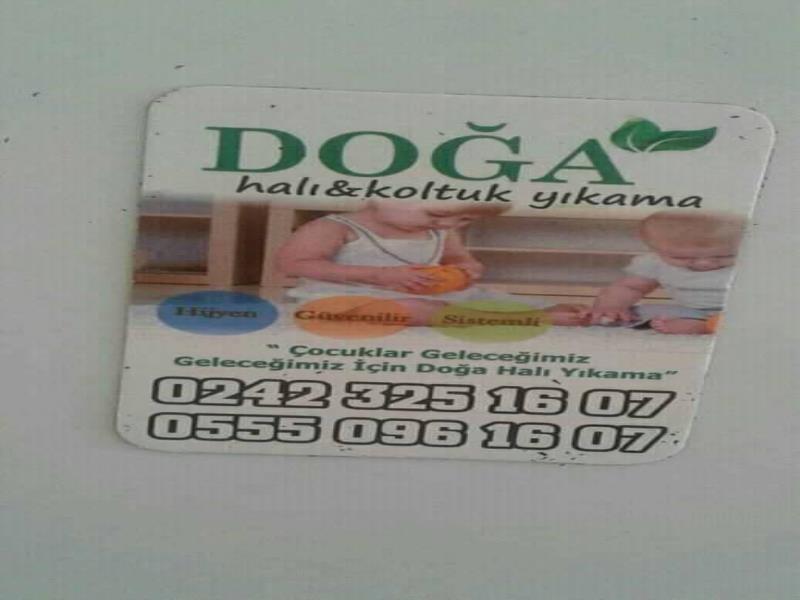 DOĞA
halı&koltuk yıkama
Hijyen Güvenilir Sistemli
“ Çocuklar Geleceğimiz
Geleceğimiz İçin Doğa Halı Yıkama”
0242 325 16 07
0555 096 16 07